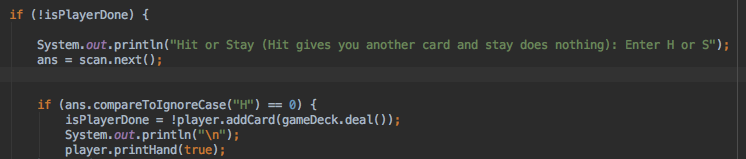 if (!isPlayerDone) {
System.out.println("Hit or Stay (Hit gives you another card and stay does nothing): Enter H or S");
ans = scan.next();
if (ans.compareToIgnoreCase("H") == 0) {
isPlayerDone = !player.addCard(gameDeck.deal());
System.out.println("\n");
player.printHand(true);